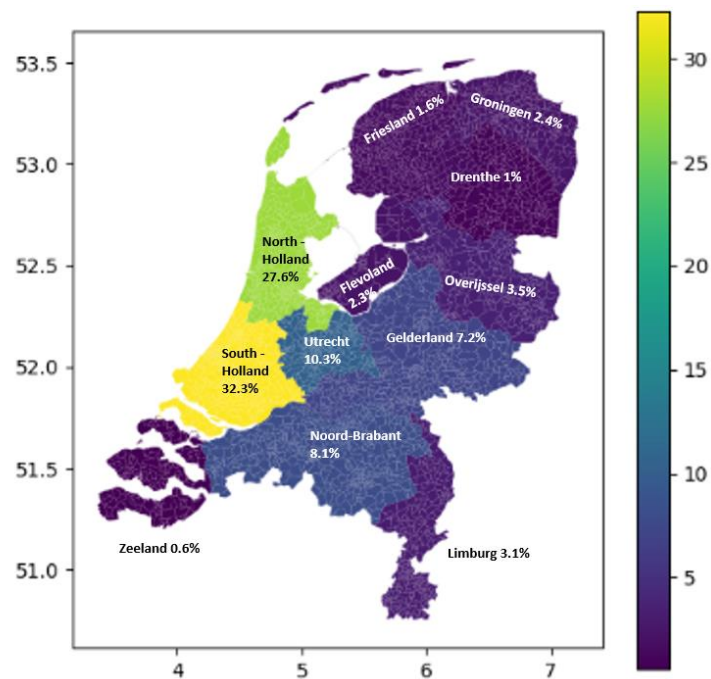 53.5
53.0
52.5
52.0
51.5
51.0
4
5
6
7
30
25
20
15
10
5
Friesland 1.6%
Groningen 2.4%
Drenthe 1%
North -
Holland
27.6%
Flevoland
2.3%
Overijssel 3.5%
South -
Holland
32.3%
Utrecht
10.3%
Gelderland 7.2%
Noord-Brabant
8.1%
Zeeland 0.6%
Limburg 3.1%